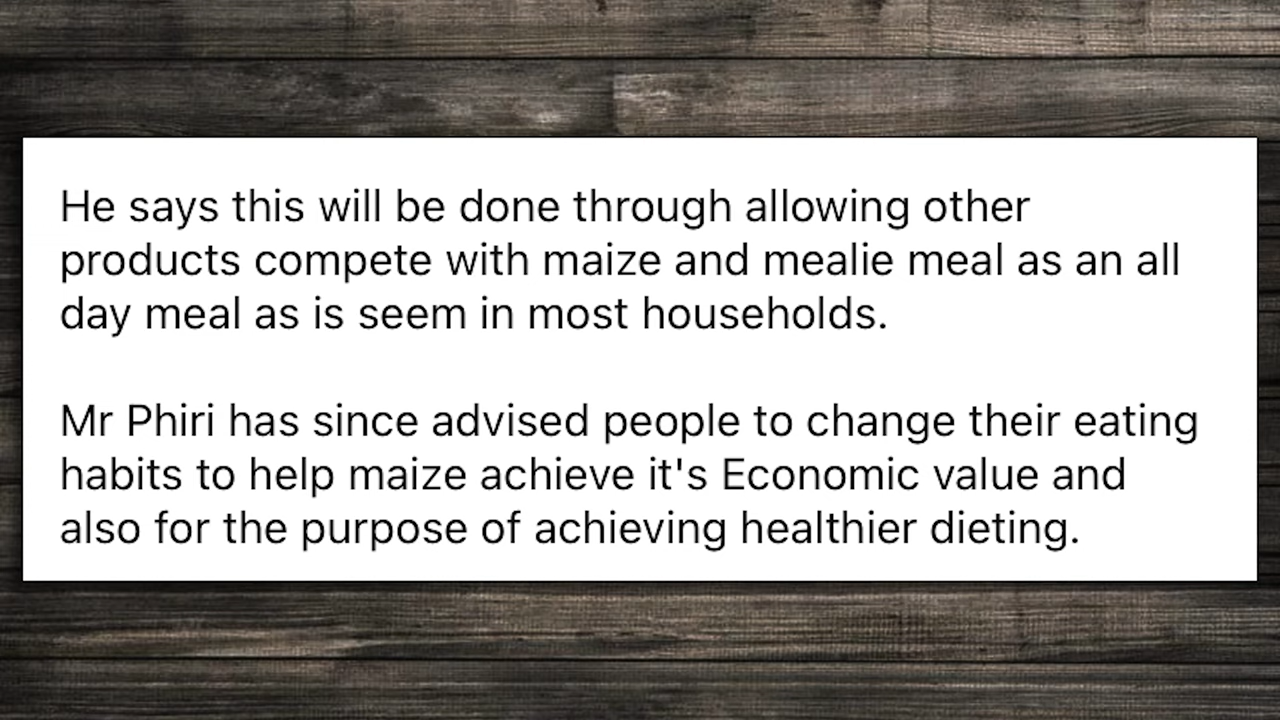 He says this will be done through allowing other
products compete with maize and mealie meal as an all
day meal as is seem in most households.
Mr Phiri has since advised people to change their eating
habits to help maize achieve it's Economic value and
also for the purpose of achieving healthier dieting.